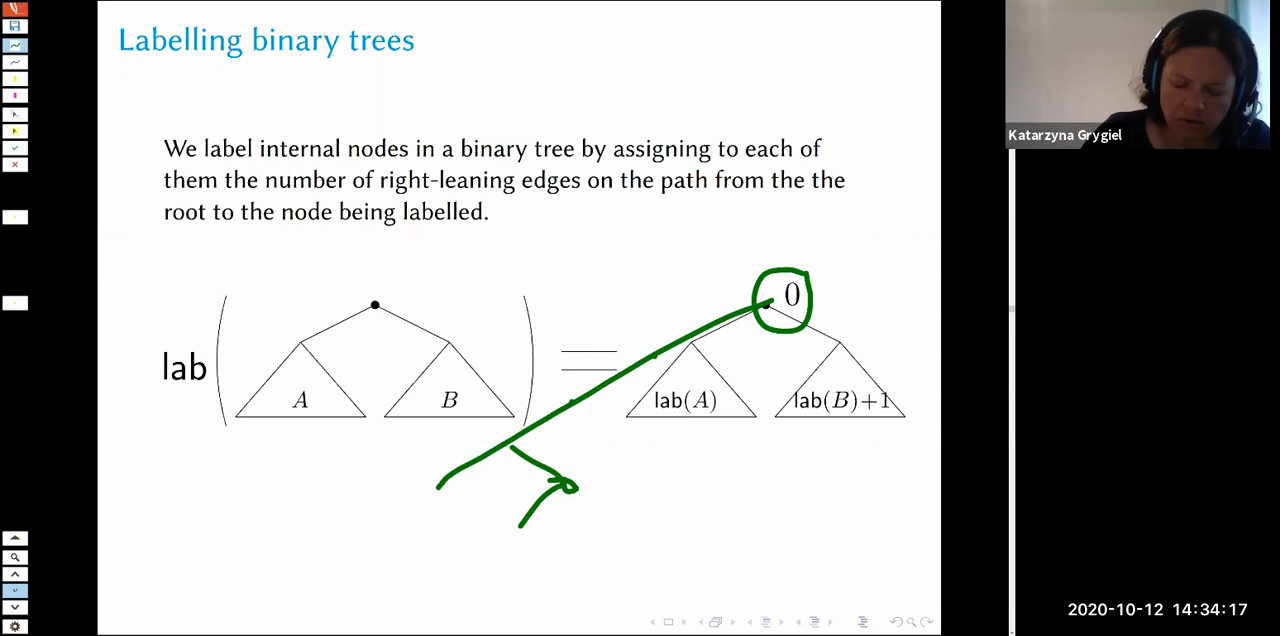 Labelling binary trees
Katarzyna Grygiel
We label internal nodes in a binary tree by assigning to each of
them the number of right-leaning edges on the path from the the
root to the node being labelled.
0
lab ( A B ) = lab(A) lab(B)+1
2020-10-12 14:34:17